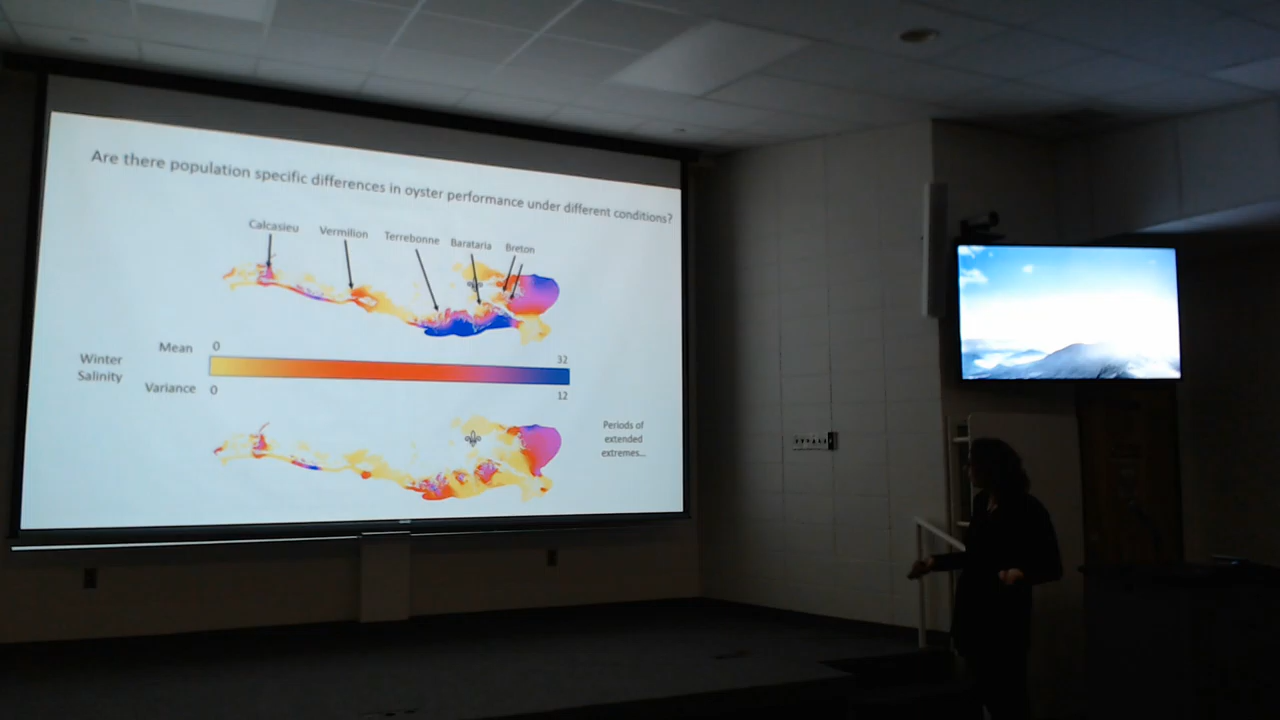 Are there population specific differences in oyster performance under different conditions?
Calcasieu
Vermilion
Terrebonne
Barataria
Breton
Mean
0
32
Winter
Salinity
Variance
0
12
Periods of
extended
extremes...